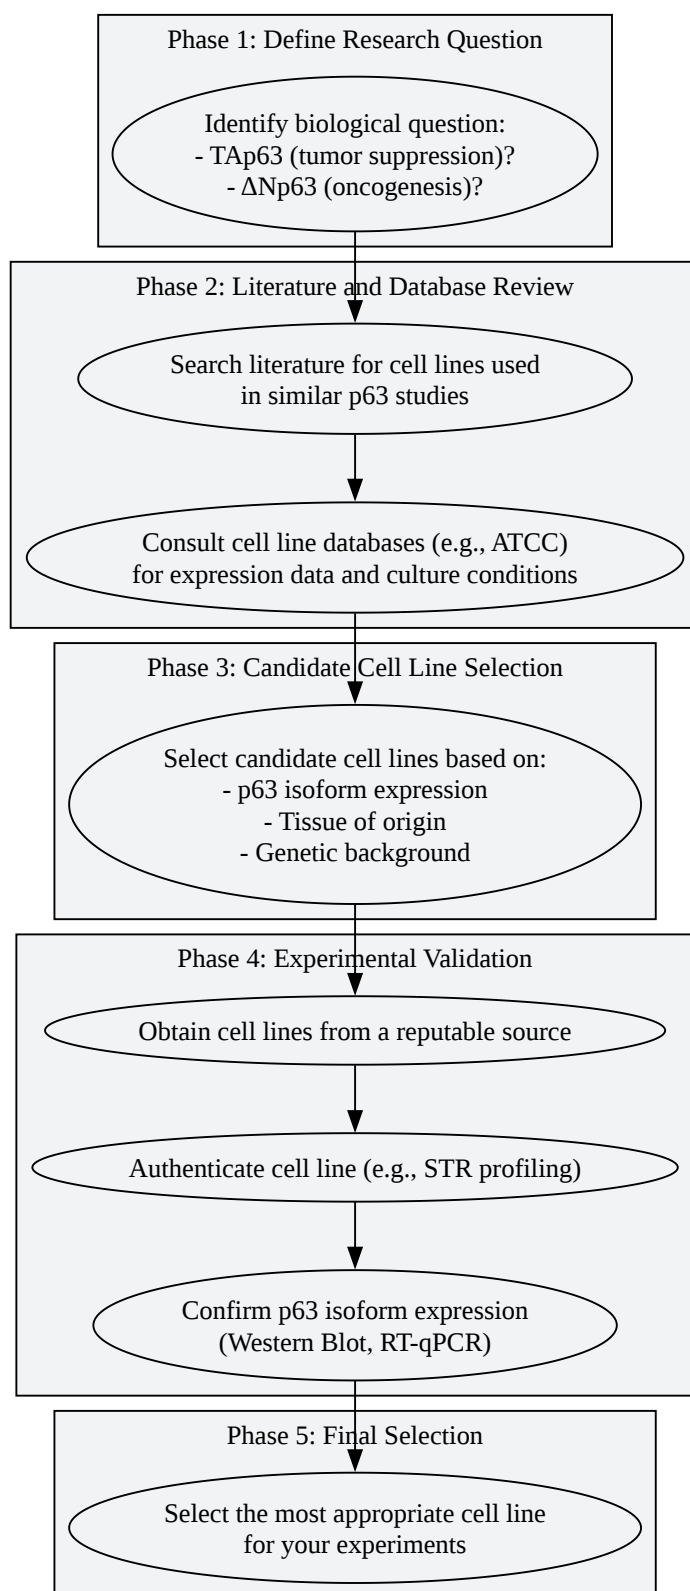 Phase 1: Define Research Question
Identify biological question:
- TAp63 (tumor suppression)?
- ΔNp63 (oncogenesis)?
Phase 2: Literature and Database Review
Search literature for cell lines used
in similar p63 studies
Consult cell line databases (e.g., ATCC)
for expression data and culture conditions
Phase 3: Candidate Cell Line Selection
Select candidate cell lines based on:
- p63 isoform expression
- Tissue of origin
- Genetic background
Phase 4: Experimental Validation
Obtain cell lines from a reputable source
Authenticate cell line (e.g., STR profiling)
Confirm p63 isoform expression
(Western Blot, RT-qPCR)
Phase 5: Final Selection
Select the most appropriate cell line
for your experiments